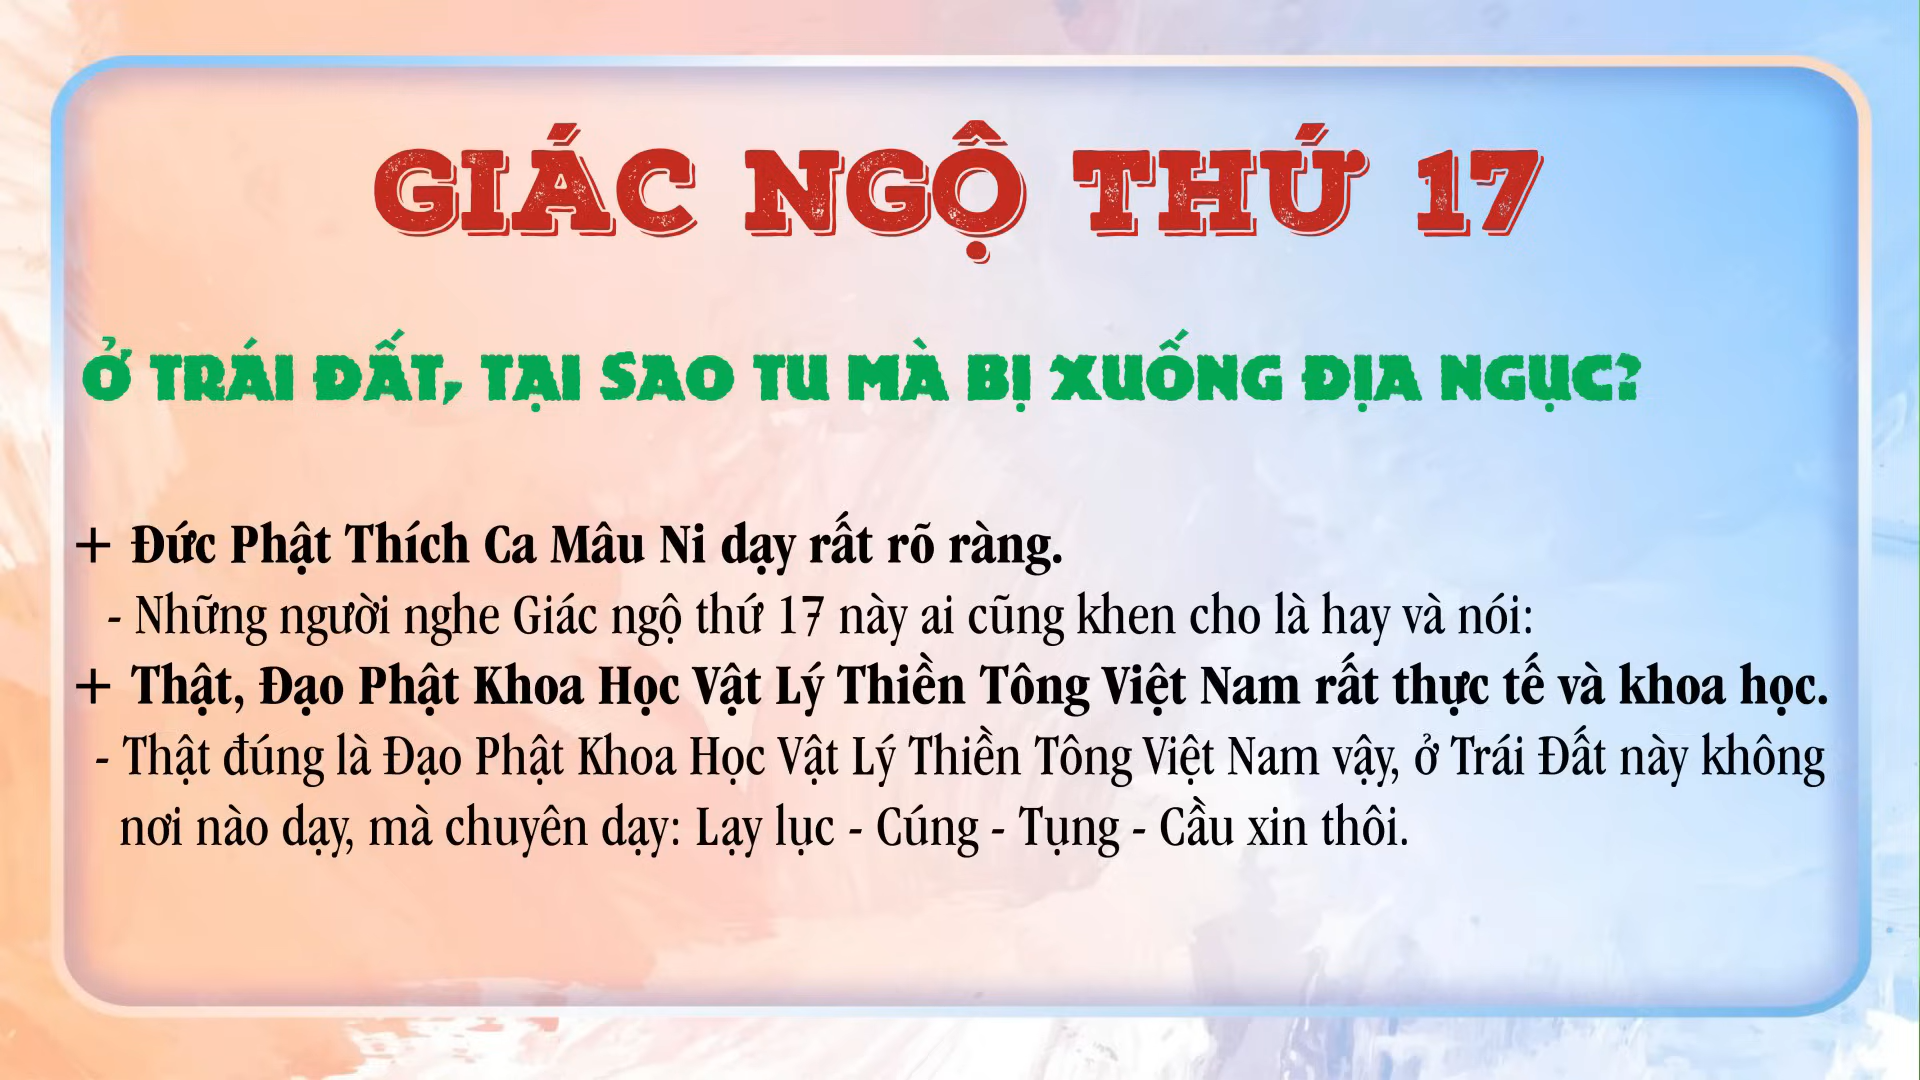 GIÁC NGỘ THỨ 17
Ở TRÁI ĐẤT, TẠI SAO TU MÀ BỊ XUỐNG ĐỊA NGỤC?
+ Đức Phật Thích Ca Mâu Ni dạy rất rõ ràng.
- Những người nghe Giác ngộ thứ 17 này ai cũng khen cho là hay và nói:
+ Thật, Đạo Phật Khoa Học Vật Lý Thiền Tông Việt Nam rất thực tế và khoa học.
- Thật đúng là Đạo Phật Khoa Học Vật Lý Thiền Tông Việt Nam vậy, ở Trái Đất này không
nơi nào dạy, mà chuyên dạy: Lạy lục - Cúng - Tụng - Cầu xin thôi.